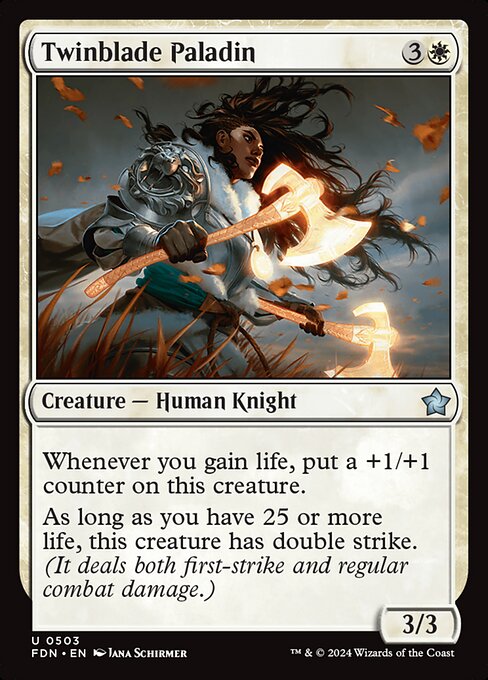 Twinblade Paladin 3
Creature — Human Knight
Whenever you gain life, put a +1/+1
counter on this creature.
As long as you have 25 or more
life, this creature has double strike.
(It deals both first-strike and regular
combat damage.)
3/3
U 0503
FDN • EN Jana Schirmer
™ & © 2024 Wizards of the Coast